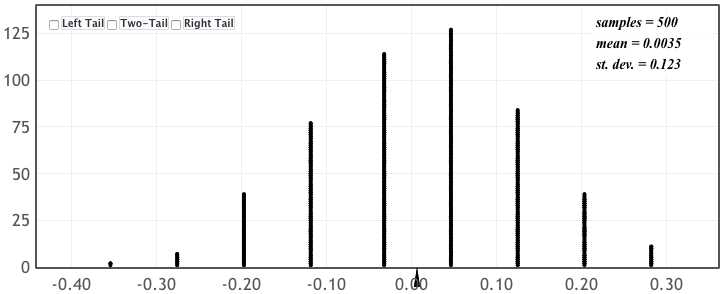 Left Tail Two-Tail Right Tail
samples = 500
mean = 0.0035
st. dev. = 0.123
125
100
75
50
25
0
-0.40 -0.30 -0.20 -0.10 0.00 0.10 0.20 0.30